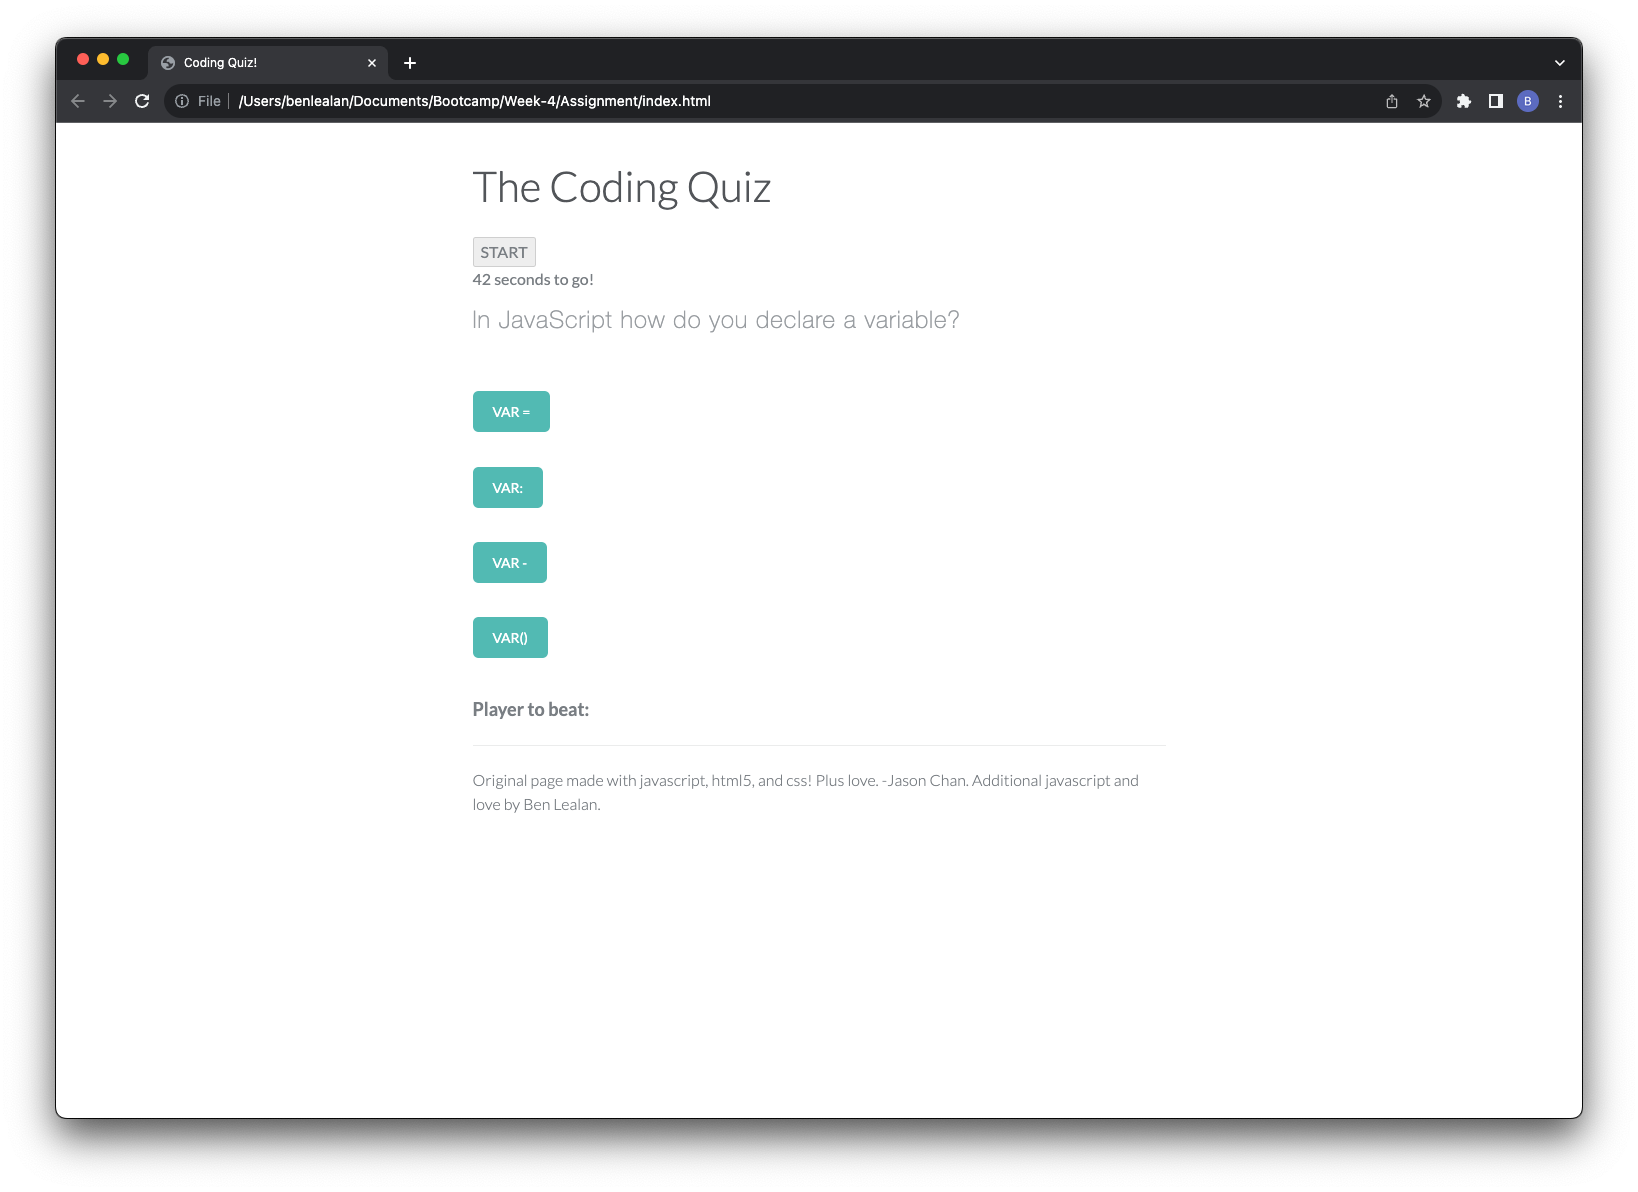 Coding Quiz!
File
/Users/benlealan/Documents/Bootcamp/Week-4/Assignment/index.html
B
The Coding Quiz
START
42 seconds to go!
In JavaScript how do you declare a variable?
VAR =
VAR:
VAR -
VAR()
Player to beat:
Original page made with javascript, html5, and css! Plus love. -Jason Chan. Additional javascript and
love by Ben Lealan.